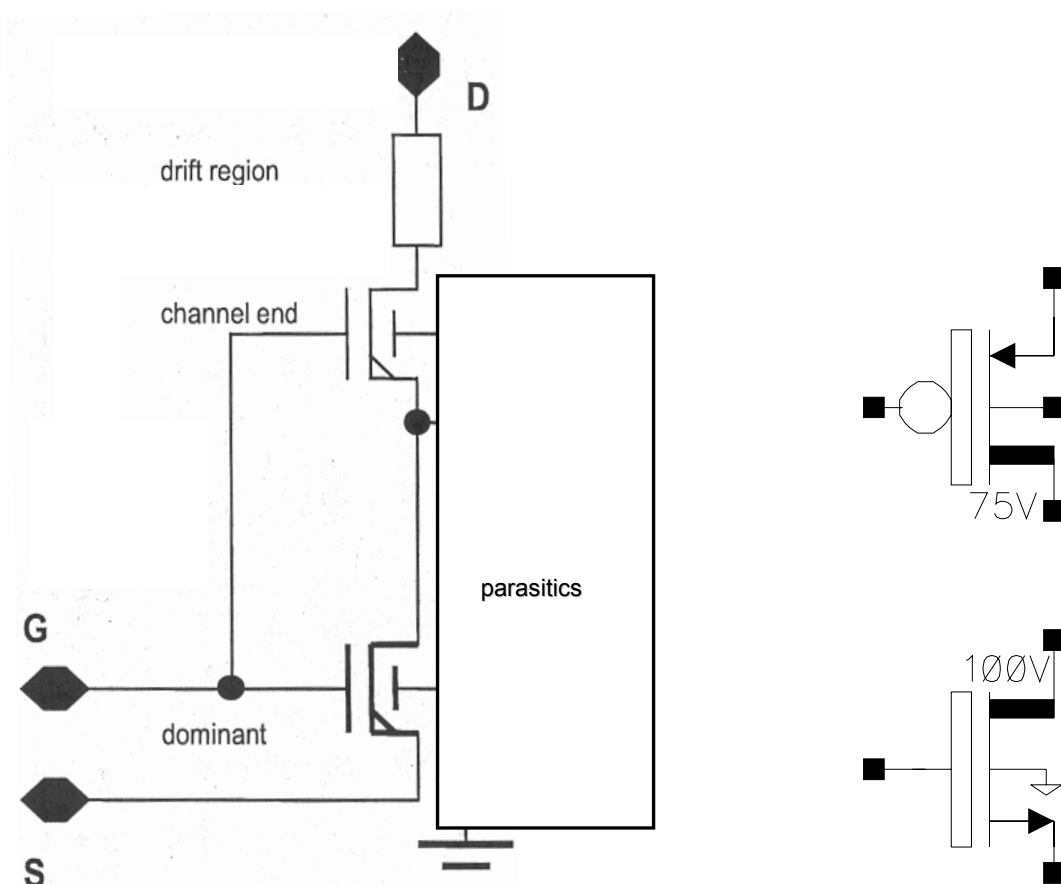 D
drift region
channel end
75V
parasitics
G
100V
dominant
S